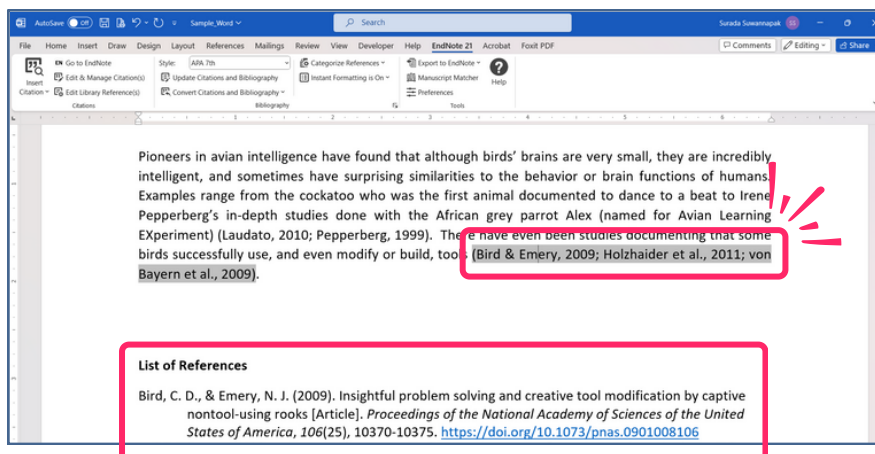 AutoSave Off Sample_Word Search Surada Suwannapak SS
File Home Insert Draw Design Layout References Mailings Review View Developer Help EndNote 21 Acrobat Foxit PDF Comments Editing Share
Insert Citation
Go to EndNote
Edit & Manage Citation(s)
Edit Library Reference(s)
Citations
Style: APA 7th
Update Citations and Bibliography
Convert Citations and Bibliography
Categorize References
Instant Formatting is On
Bibliography
Export to EndNote
Manuscript Matcher
Preferences
Help
Tools
1 2 3 4 5 6
Pioneers in avian intelligence have found that although birds' brains are very small, they are incredibly
intelligent, and sometimes have surprising similarities to the behavior or brain functions of humans.
Examples range from the cockatoo who was the first animal documented to dance to a beat to Irene
Pepperberg's in-depth studies done with the African grey parrot Alex (named for Avian Learning
EXperiment) (Laudato, 2010; Pepperberg, 1999). There have even been studies documenting that some
birds successfully use, and even modify or build, tools (Bird & Emery, 2009; Holzhaider et al., 2011; von
Bayern et al., 2009).
List of References
Bird, C. D., & Emery, N. J. (2009). Insightful problem solving and creative tool modification by captive
nontool-using rooks [Article]. Proceedings of the National Academy of Sciences of the United
States of America, 106(25), 10370-10375. https://doi.org/10.1073/pnas.0901008106